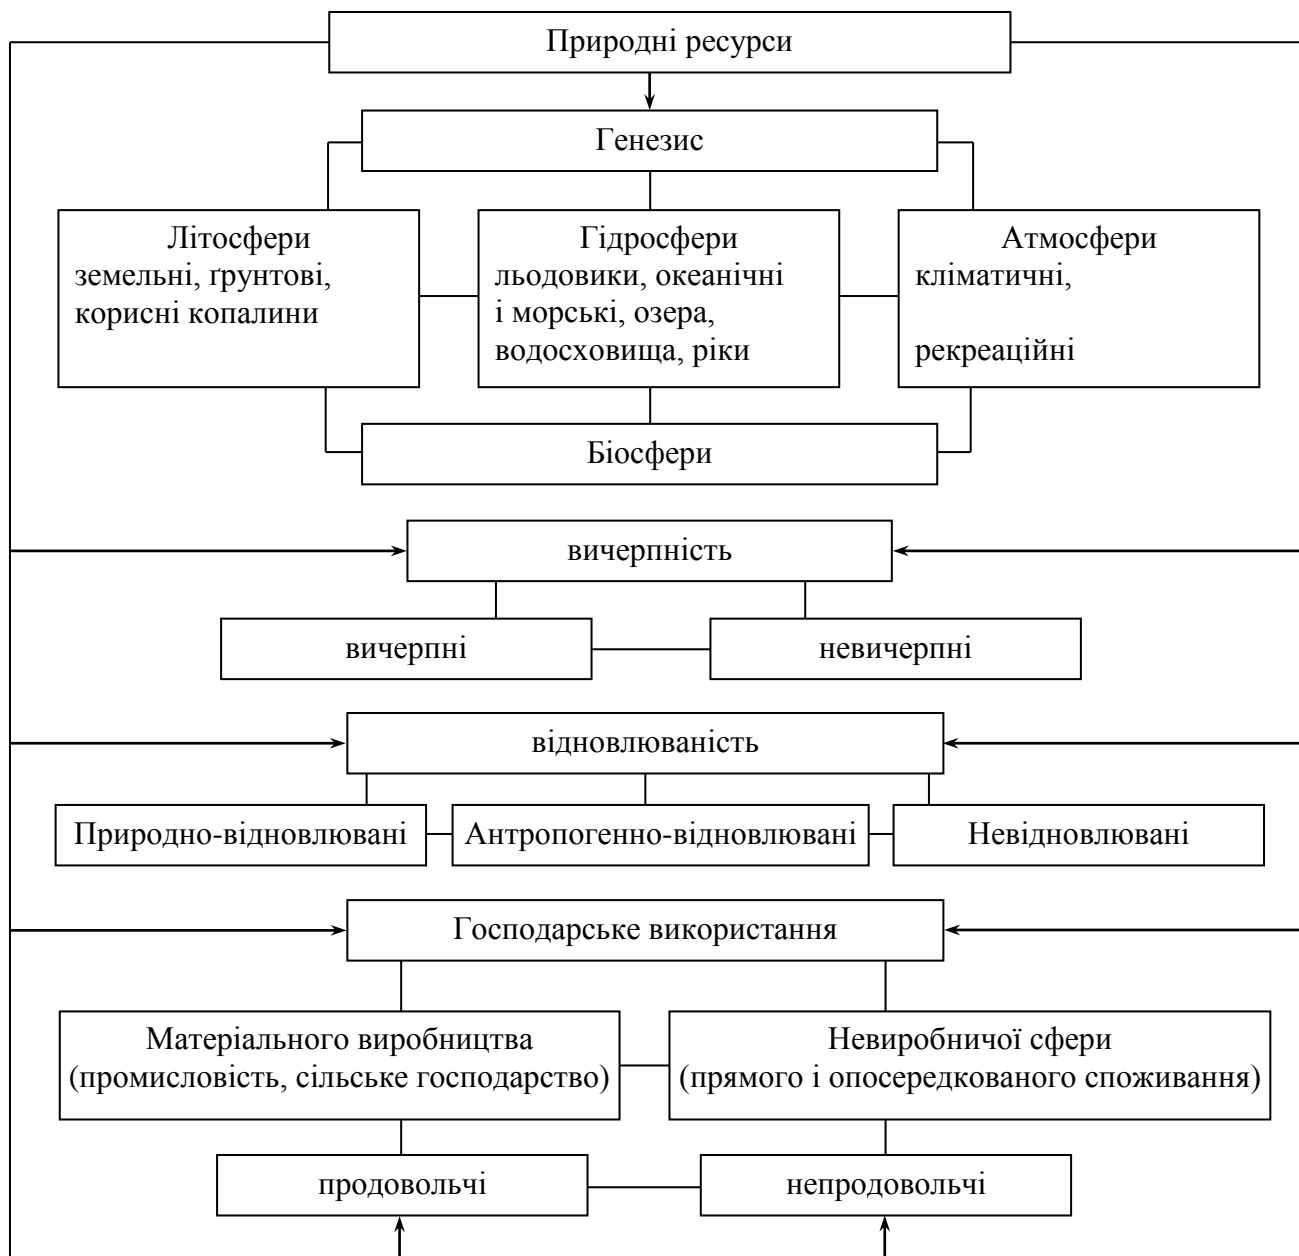 Природні ресурси
Генезис
Літосфери
земельні, ґрунтові,
корисні копалини
Гідросфери
льодовики, океанічні
і морські, озера,
водосховища, ріки
Атмосфери
кліматичні,
рекреаційні
Біосфери
вичерпність
вичерпні
невичерпні
відновлюваність
Природно-відновлювані
Антропогенно-відновлювані
Невідновлювані
Господарське використання
Матеріального виробництва
(промисловість, сільське господарство)
Невиробничої сфери
(прямого і опосередкованого споживання)
продовольчі
непродовольчі